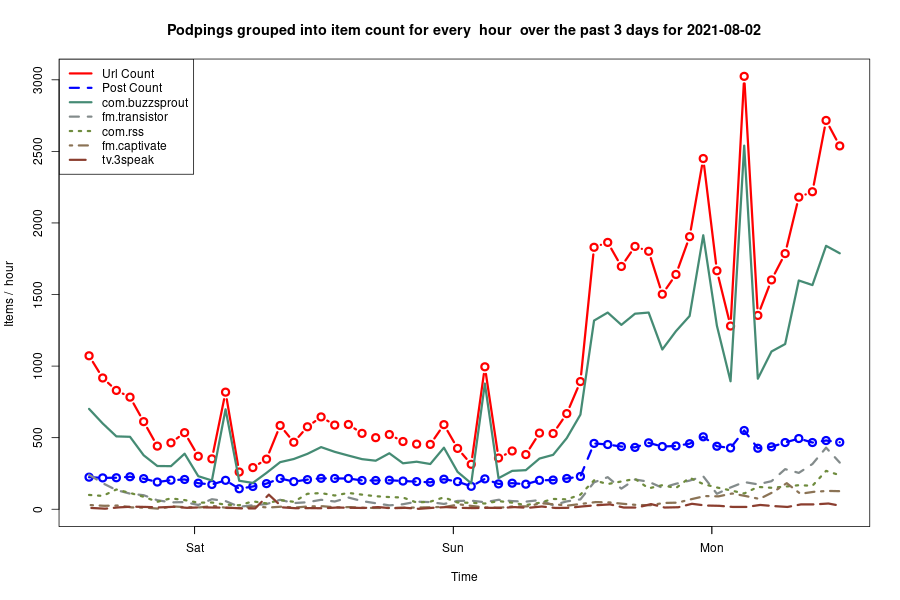 Podpings grouped into item count for every  hour  over the past 3 days for 2021-08-02
Url Count
Post Count
com.buzzsprout
fm.transistor
com.rss
fm.captivate
tv.3speak
Items /  hour
3000
2500
2000
1500
1000
500
0
Sat
Sun
Mon
Time